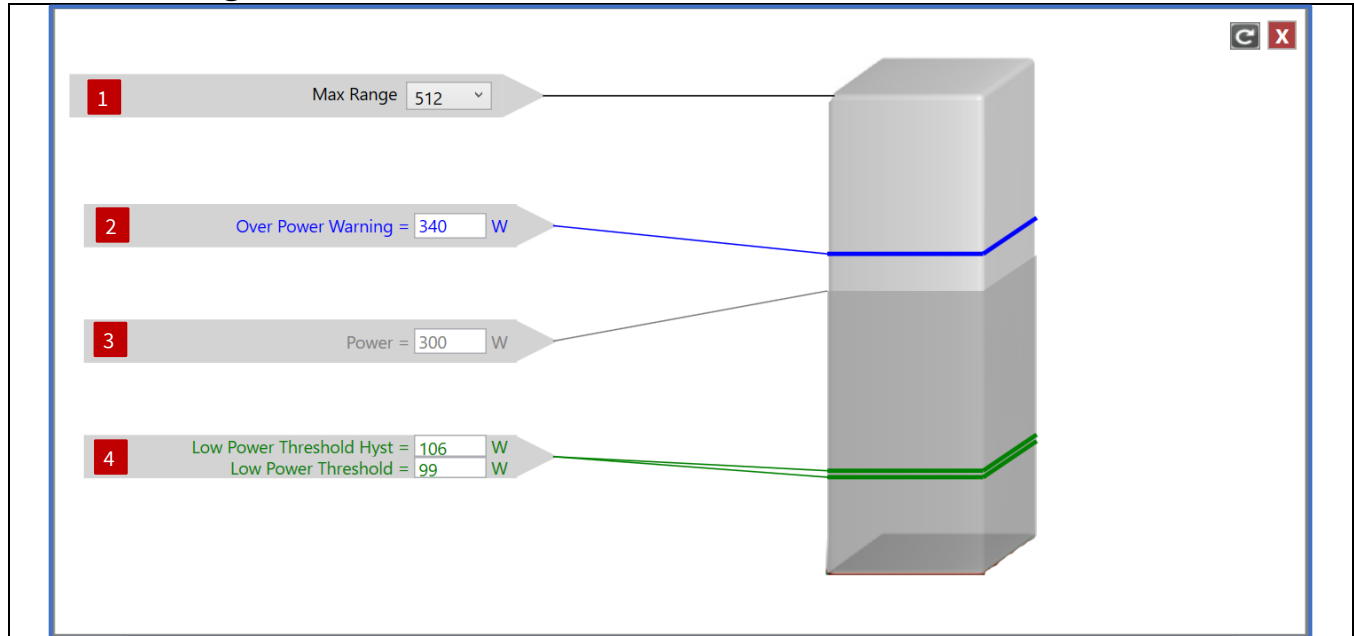 1 Max Range 512
2 Over Power Warning = 340 W
3 Power = 300 W
4 Low Power Threshold Hyst = 106 W
Low Power Threshold = 99 W
X